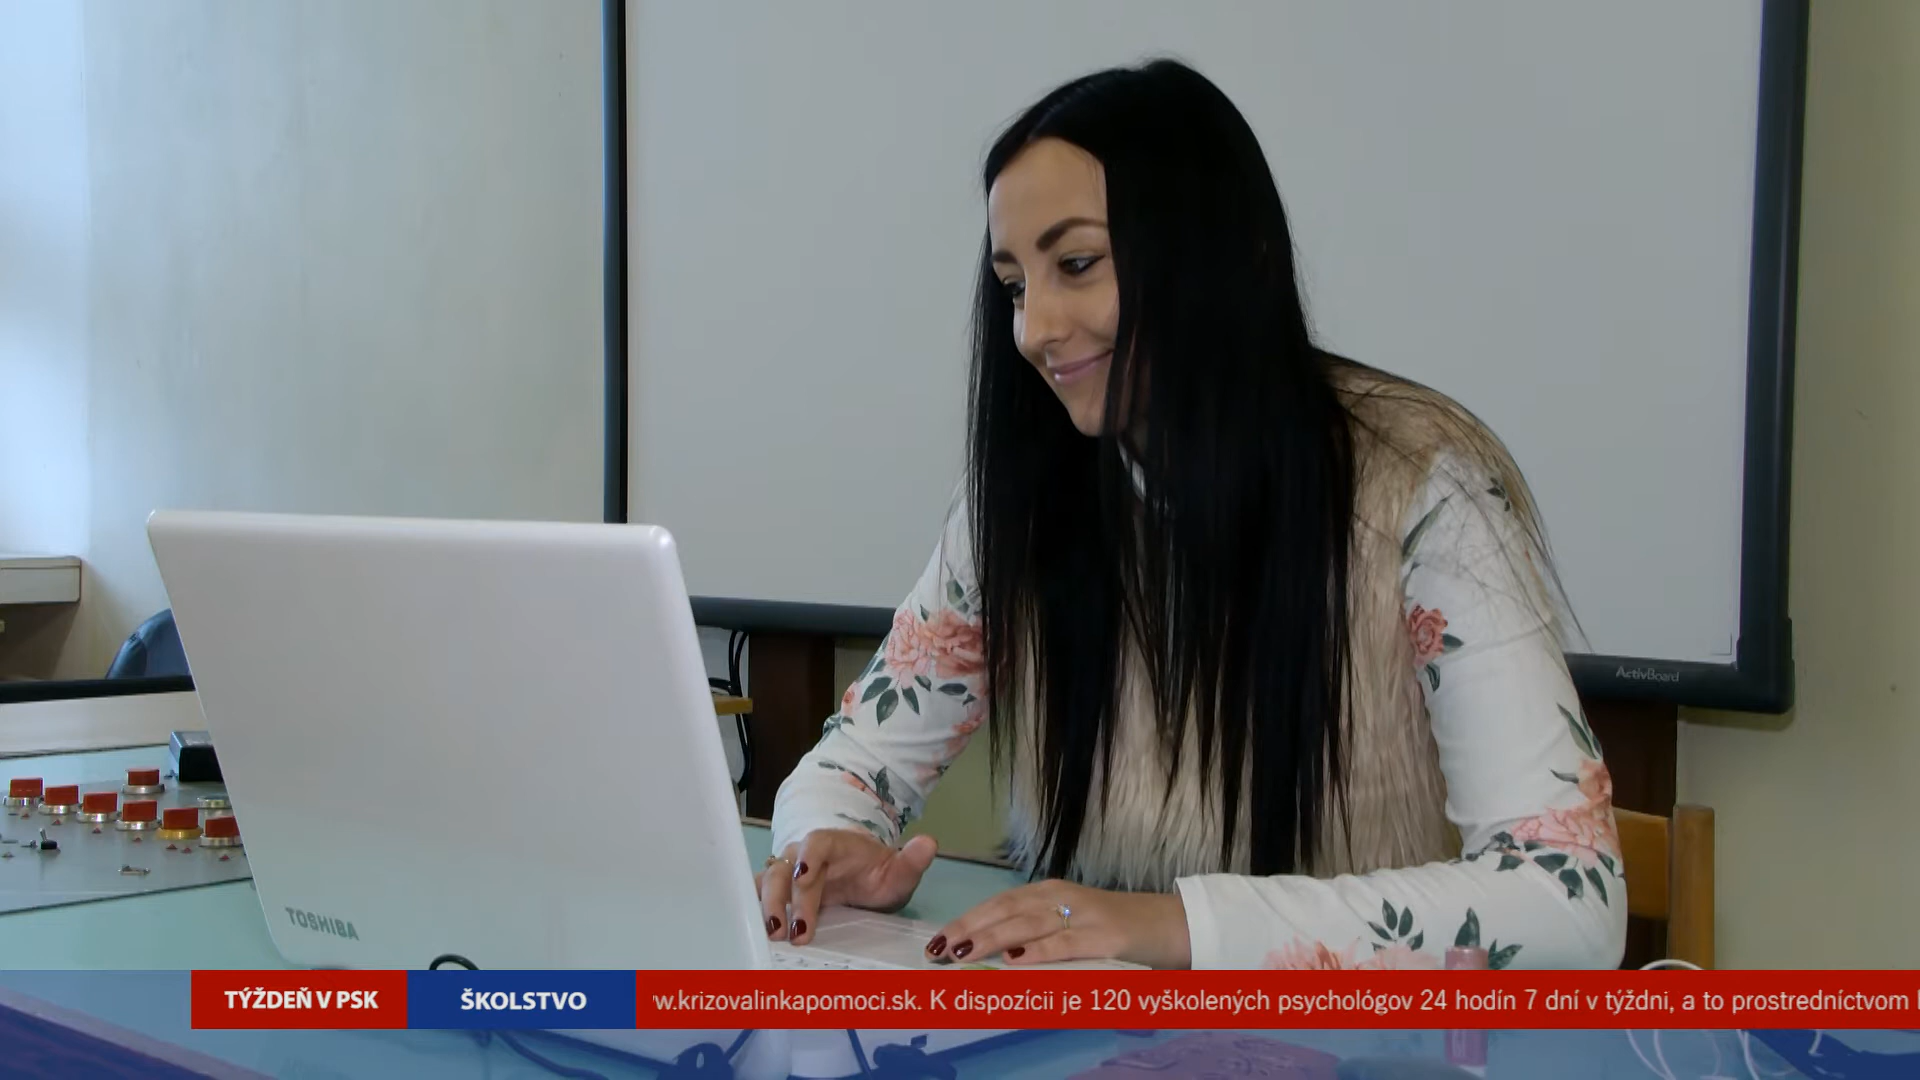 ActivBoard
TOSHIBA
TÝŽDEŇ V PSK
ŠKOLSTVO
.krizovalinkapomoci.sk. K dispozícii je 120 vyškolených psychológov 24 hodín 7 dní v týždni, a to prostredníctvom